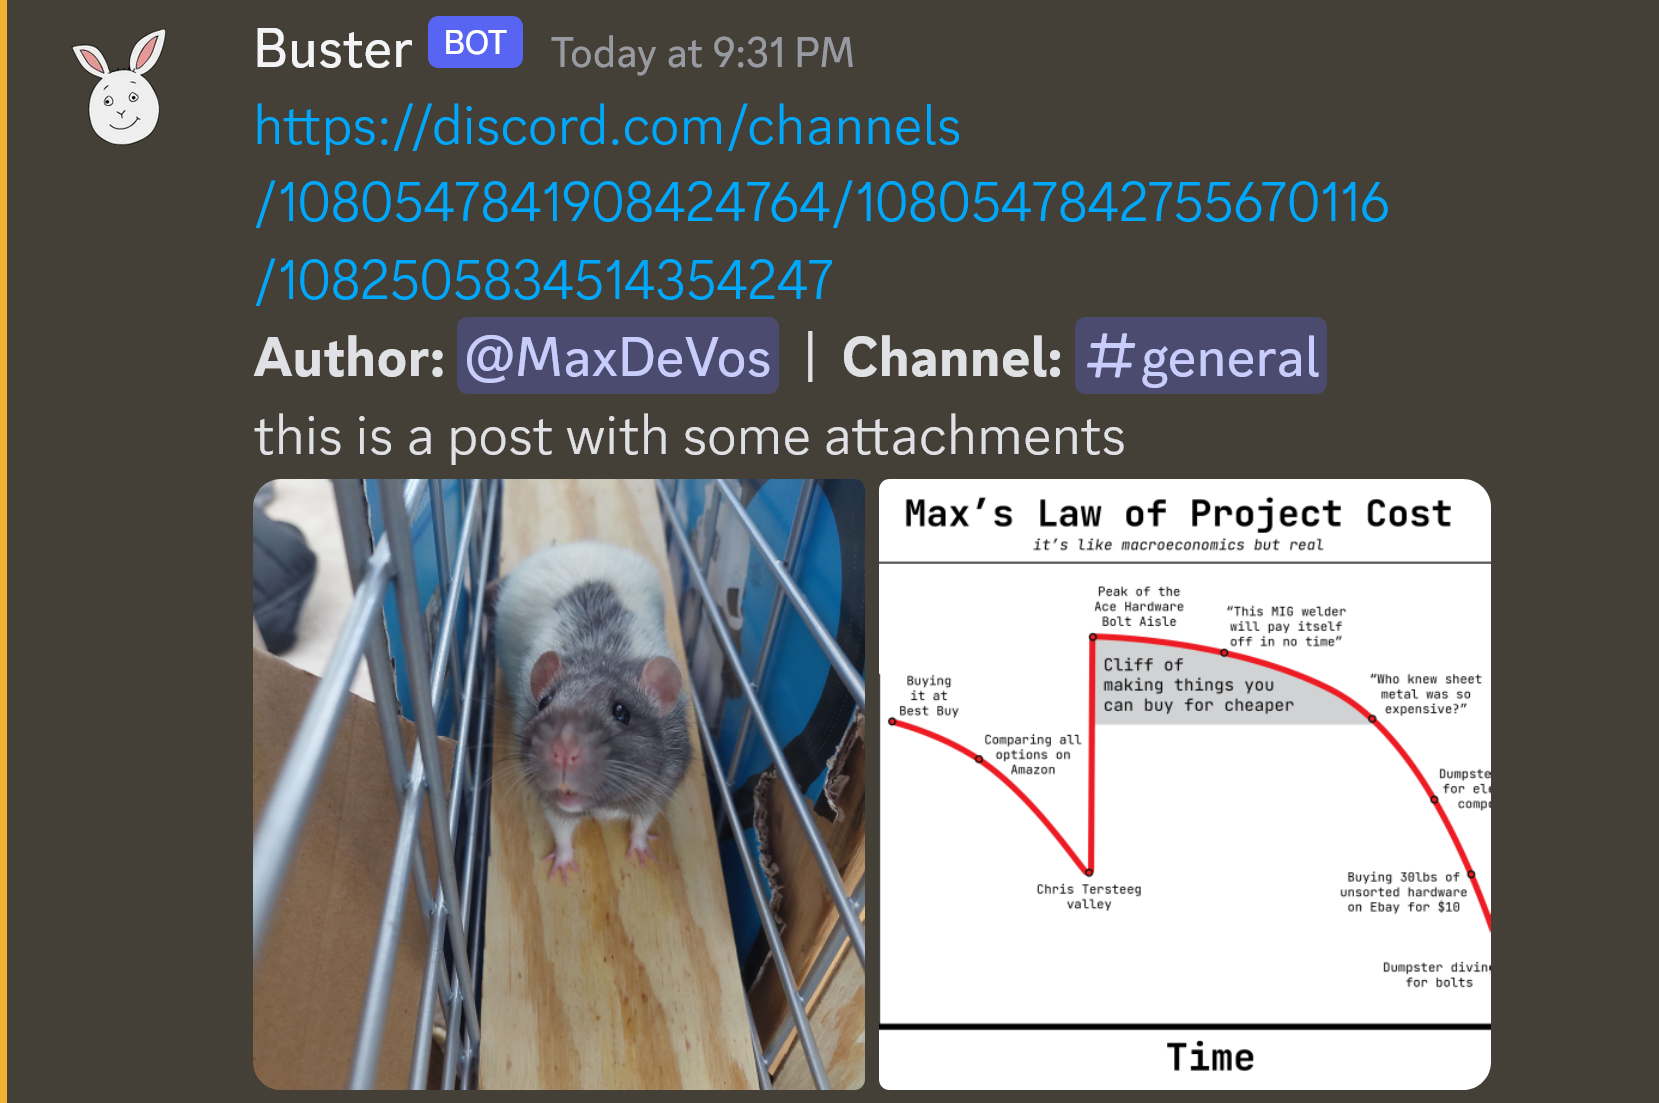 Buster BOT Today at 9:31 PM
https://discord.com/channels
/1080547841908424764/1080547842755670116
/1082505834514354247
Author: @MaxDeVos | Channel: #general
this is a post with some attachments
Max's Law of Project Cost
it's like macroeconomics but real
Peak of the
Ace Hardware
Bolt Aisle
“This MIG welder
will pay itself
off in no time”
Cliff of
making things you
can buy for cheaper
Buying
it at
Best Buy
“Who knew sheet
metal was so
expensive?”
Comparing all
options on
Amazon
Dumpste
for ele
compo
Chris Tersteeg
valley
Buying 30lbs of
unsorted hardware
on Ebay for $10
Dumpster divin
for bolts
Time